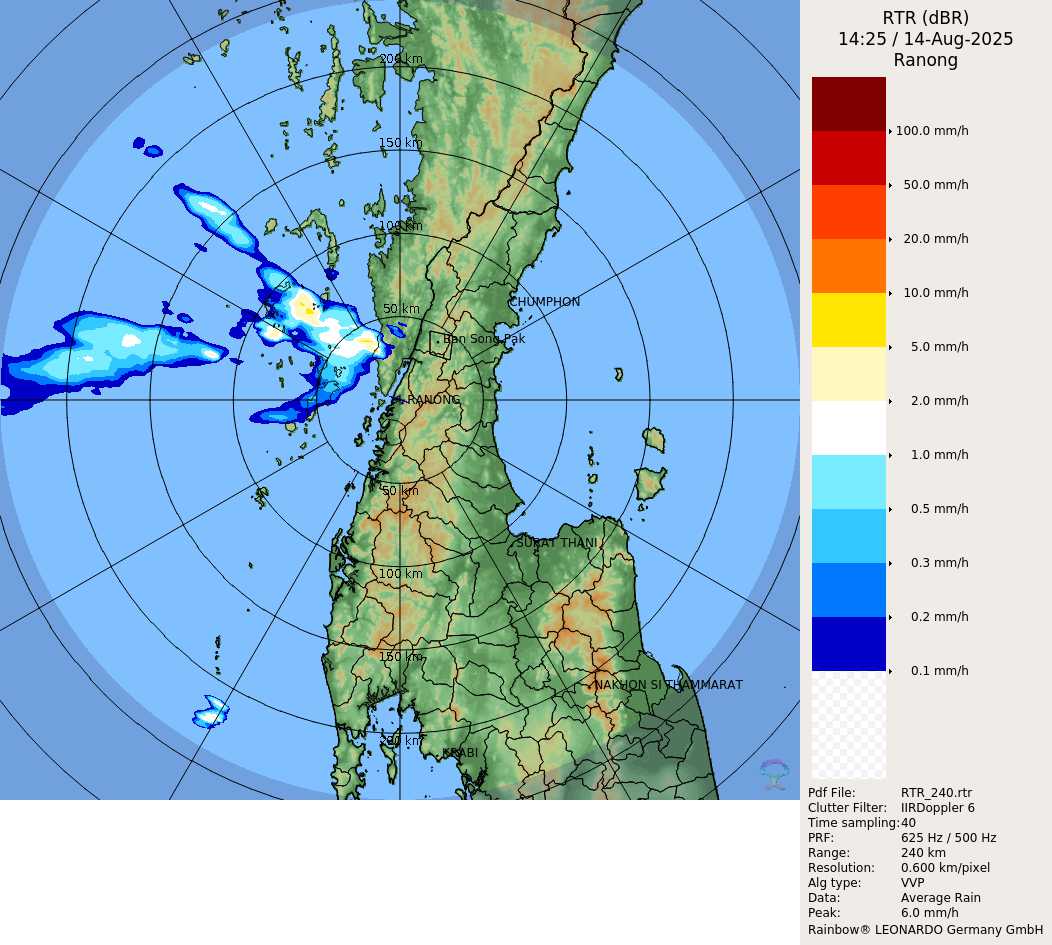 RTR (dBR)
14:25 / 14-Aug-2025
Ranong
200 km
150 km
100 km
50 km
CHUMPHON
Ban Song Pak
RANONG
50 km
SURAT THANI
100 km
150 km
NAKHON SI THAMMARAT
200 km
KRABI
100.0 mm/h
50.0 mm/h
20.0 mm/h
10.0 mm/h
5.0 mm/h
2.0 mm/h
1.0 mm/h
0.5 mm/h
0.3 mm/h
0.2 mm/h
0.1 mm/h
Pdf File: RTR_240.rtr
Clutter Filter: IIRDoppler 6
Time sampling: 40
PRF: 625 Hz / 500 Hz
Range: 240 km
Resolution: 0.600 km/pixel
Alg type: VVP
Data: Average Rain
Peak: 6.0 mm/h
Rainbow® LEONARDO Germany GmbH